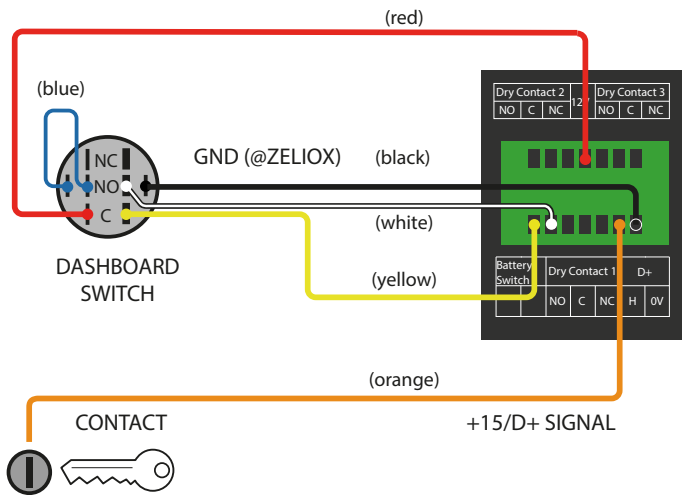 (red)
(blue)
Dry Contact 2
12V
Dry Contact 3
NO C NC
NO C NC
NC
NO
C
GND (@ZELIOX)
(black)
(white)
(yellow)
DASHBOARD
SWITCH
Battery
Switch
Dry Contact 1
D+
NO C NC H 0V
(orange)
CONTACT
+15/D+ SIGNAL